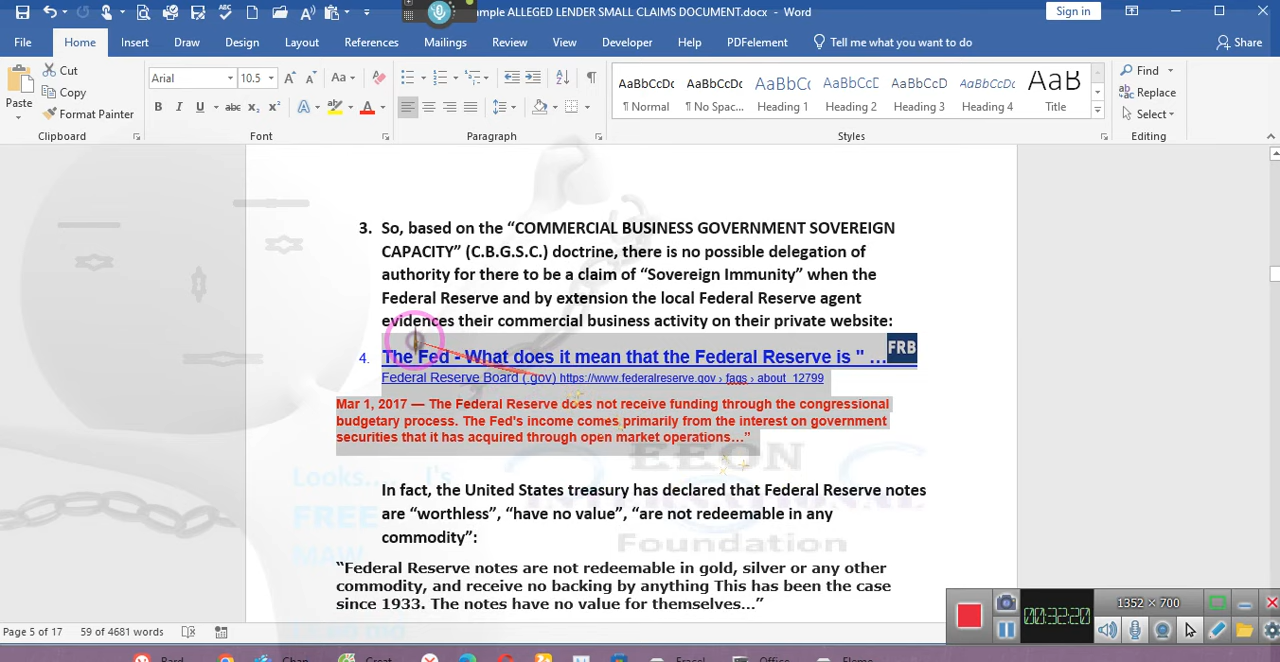 ample ALLEGED LENDER SMALL CLAIMS DOCUMENT.docx - Word
Sign in
File Home Insert Draw Design Layout References Mailings Review View Developer Help PDFelement Tell me what you want to do Share
Paste
Cut
Copy
Format Painter
Arial 10.5
AaBbCcDc AaBbCcDc AaBbCcD AaBbCcD AaBbCcD AaBbCcD AaB
¶ Normal ¶ No Spac... Heading 1 Heading 2 Heading 3 Heading 4 Title
Find
Replace
Select
Clipboard Font Paragraph Styles Editing
3. So, based on the “COMMERCIAL BUSINESS GOVERNMENT SOVEREIGN
CAPACITY” (C.B.G.S.C.) doctrine, there is no possible delegation of
authority for there to be a claim of “Sovereign Immunity” when the
Federal Reserve and by extension the local Federal Reserve agent
evidences their commercial business activity on their private website:
4. The Fed - What does it mean that the Federal Reserve is " ... FRB
Federal Reserve Board (.gov) https://www.federalreserve.gov › faqs › about_12799
Mar 1, 2017 — The Federal Reserve does not receive funding through the congressional
budgetary process. The Fed's income comes primarily from the interest on government
securities that it has acquired through open market operations…”
EEON
Looks..... I's
FREE
MAW
Foundation
In fact, the United States treasury has declared that Federal Reserve notes
are “worthless”, “have no value”, “are not redeemable in any
commodity”:
“Federal Reserve notes are not redeemable in gold, silver or any other
commodity, and receive no backing by anything This has been the case
since 1933. The notes have no value for themselves…”
1352 × 700
00:32:20
Page 5 of 17 59 of 4681 words